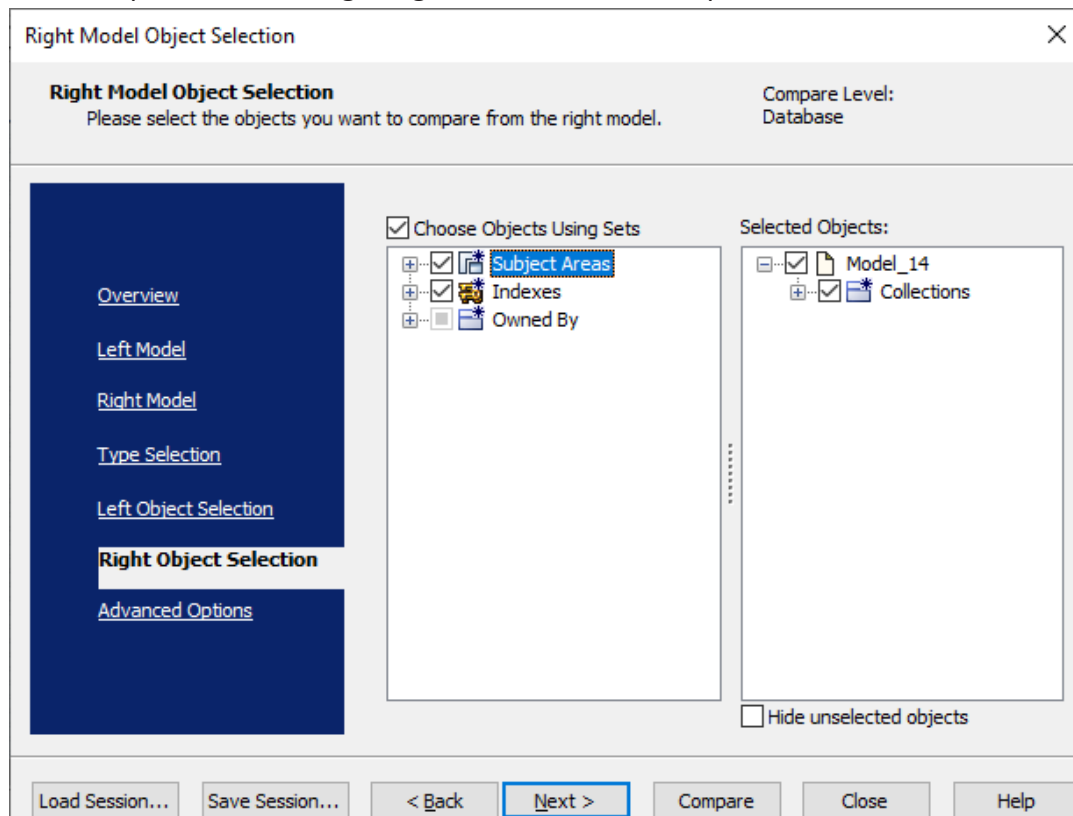 Right Model Object Selection
Right Model Object Selection
Please select the objects you want to compare from the right model.
Compare Level:
Database
Overview
Left Model
Right Model
Type Selection
Left Object Selection
Right Object Selection
Advanced Options
Choose Objects Using Sets
Subject Areas
Indexes
Owned By
Selected Objects:
Model_14
Collections
Hide unselected objects
Load Session...
Save Session...
< Back
Next >
Compare
Close
Help